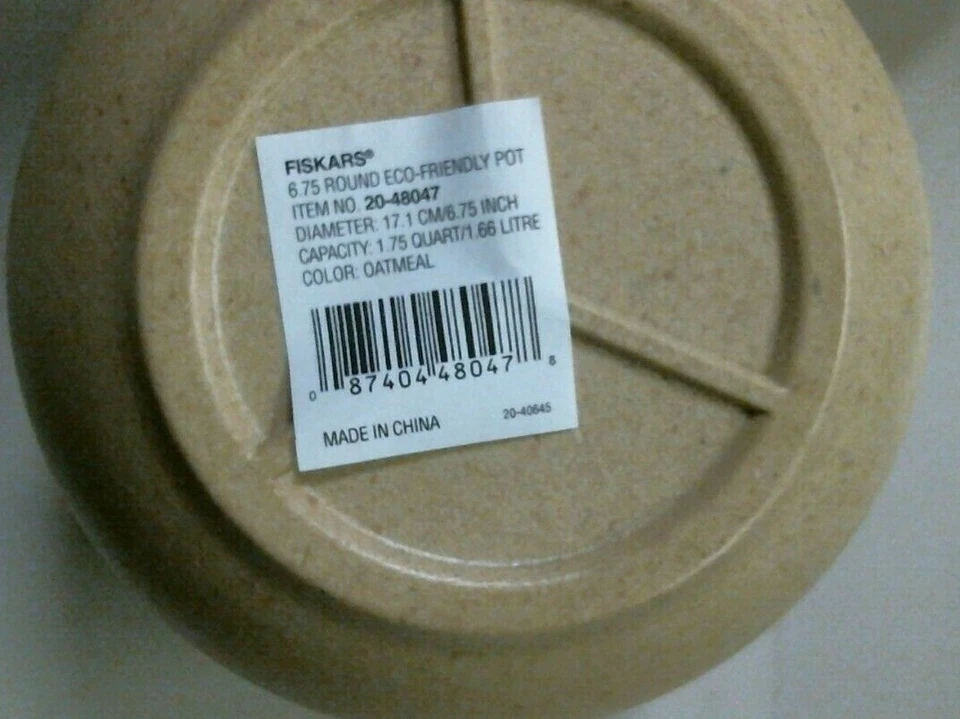 FISKARS®
6.75 ROUND ECO-FRIENDLY POT
ITEM NO. 20-48047
DIAMETER: 17.1 CM/6.75 INCH
CAPACITY: 1.75 QUART/1.66 LITRE
COLOR: OATMEAL
0 87404 48047 8
20-40645
MADE IN CHINA